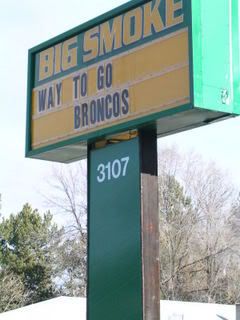 BIG SMOKE
WAY TO GO
BRONCOS
3107